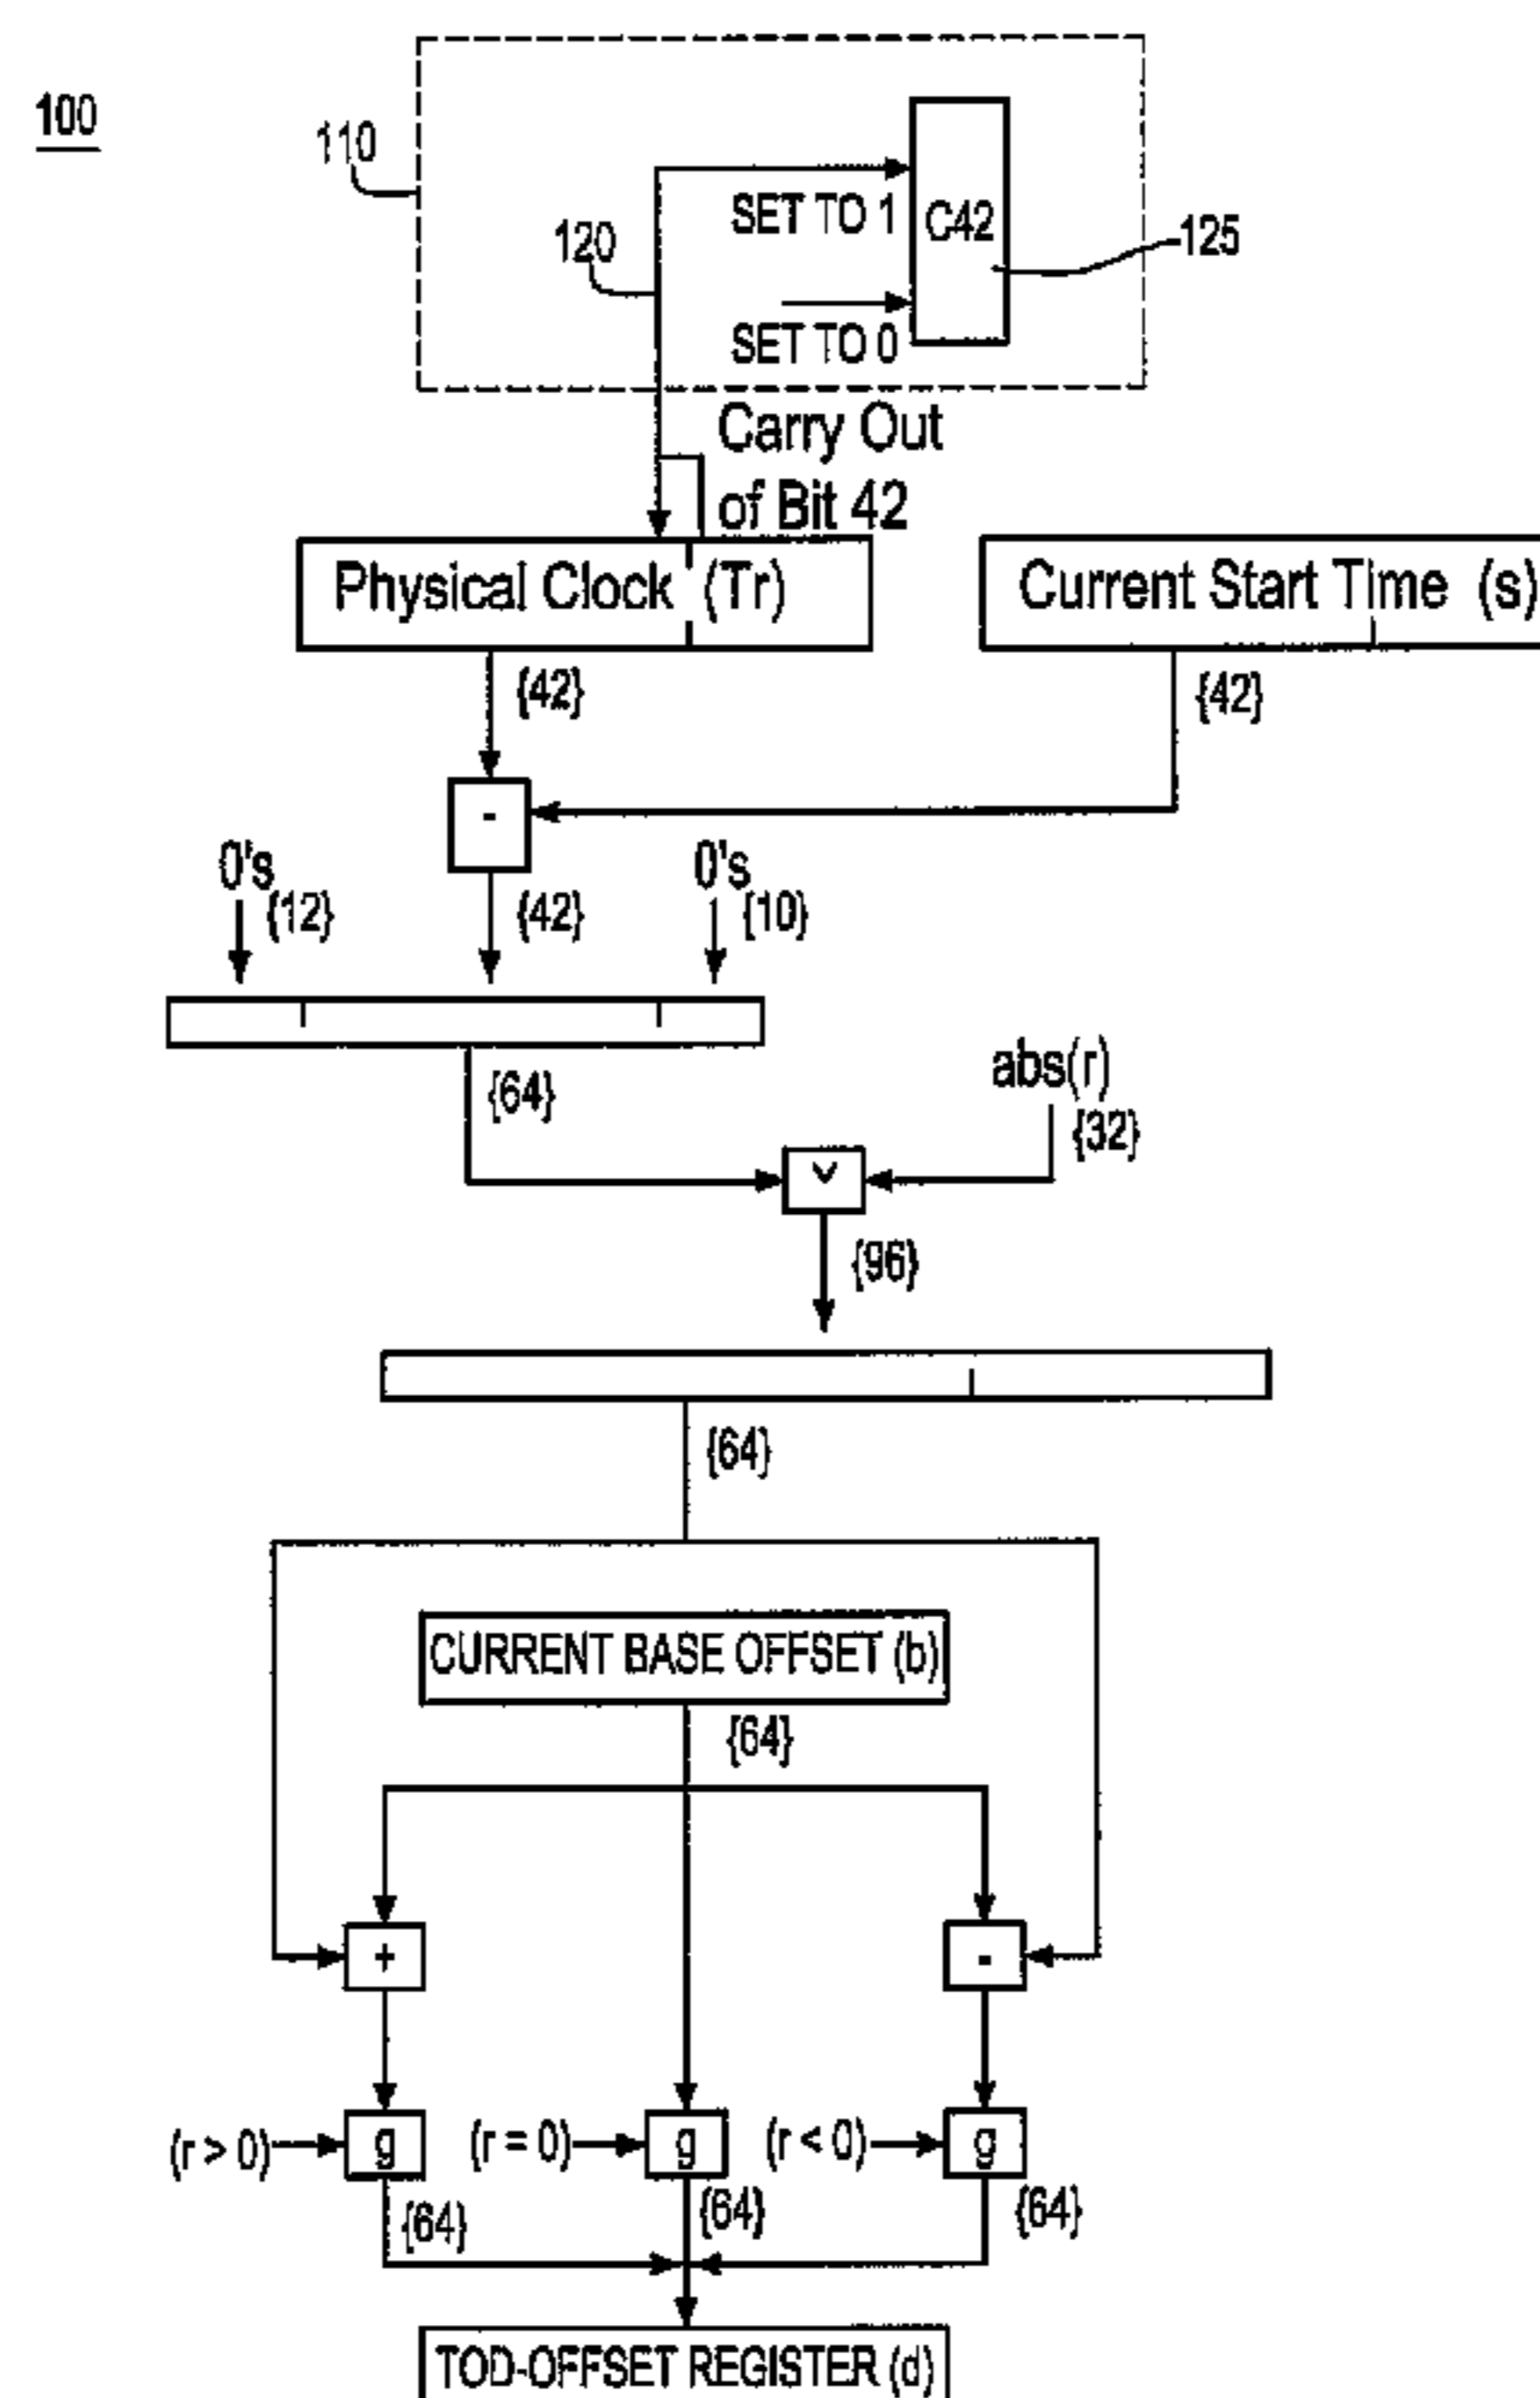 100
110
120
SET TO 1
C42
125
SET TO 0
Carry Out
of Bit 42
Physical Clock (Tr)
Current Start Time (s)
{42}
{42}
-
0's
{12}
{42}
0's
{10}
{64}
abs(r)
{32}
{96}
{64}
CURRENT BASE OFFSET (b)
{64}
+
-
(r > 0)
g
(r = 0)
g
(r < 0)
g
{64}
{64}
{64}
TOD-OFFSET REGISTER (d)